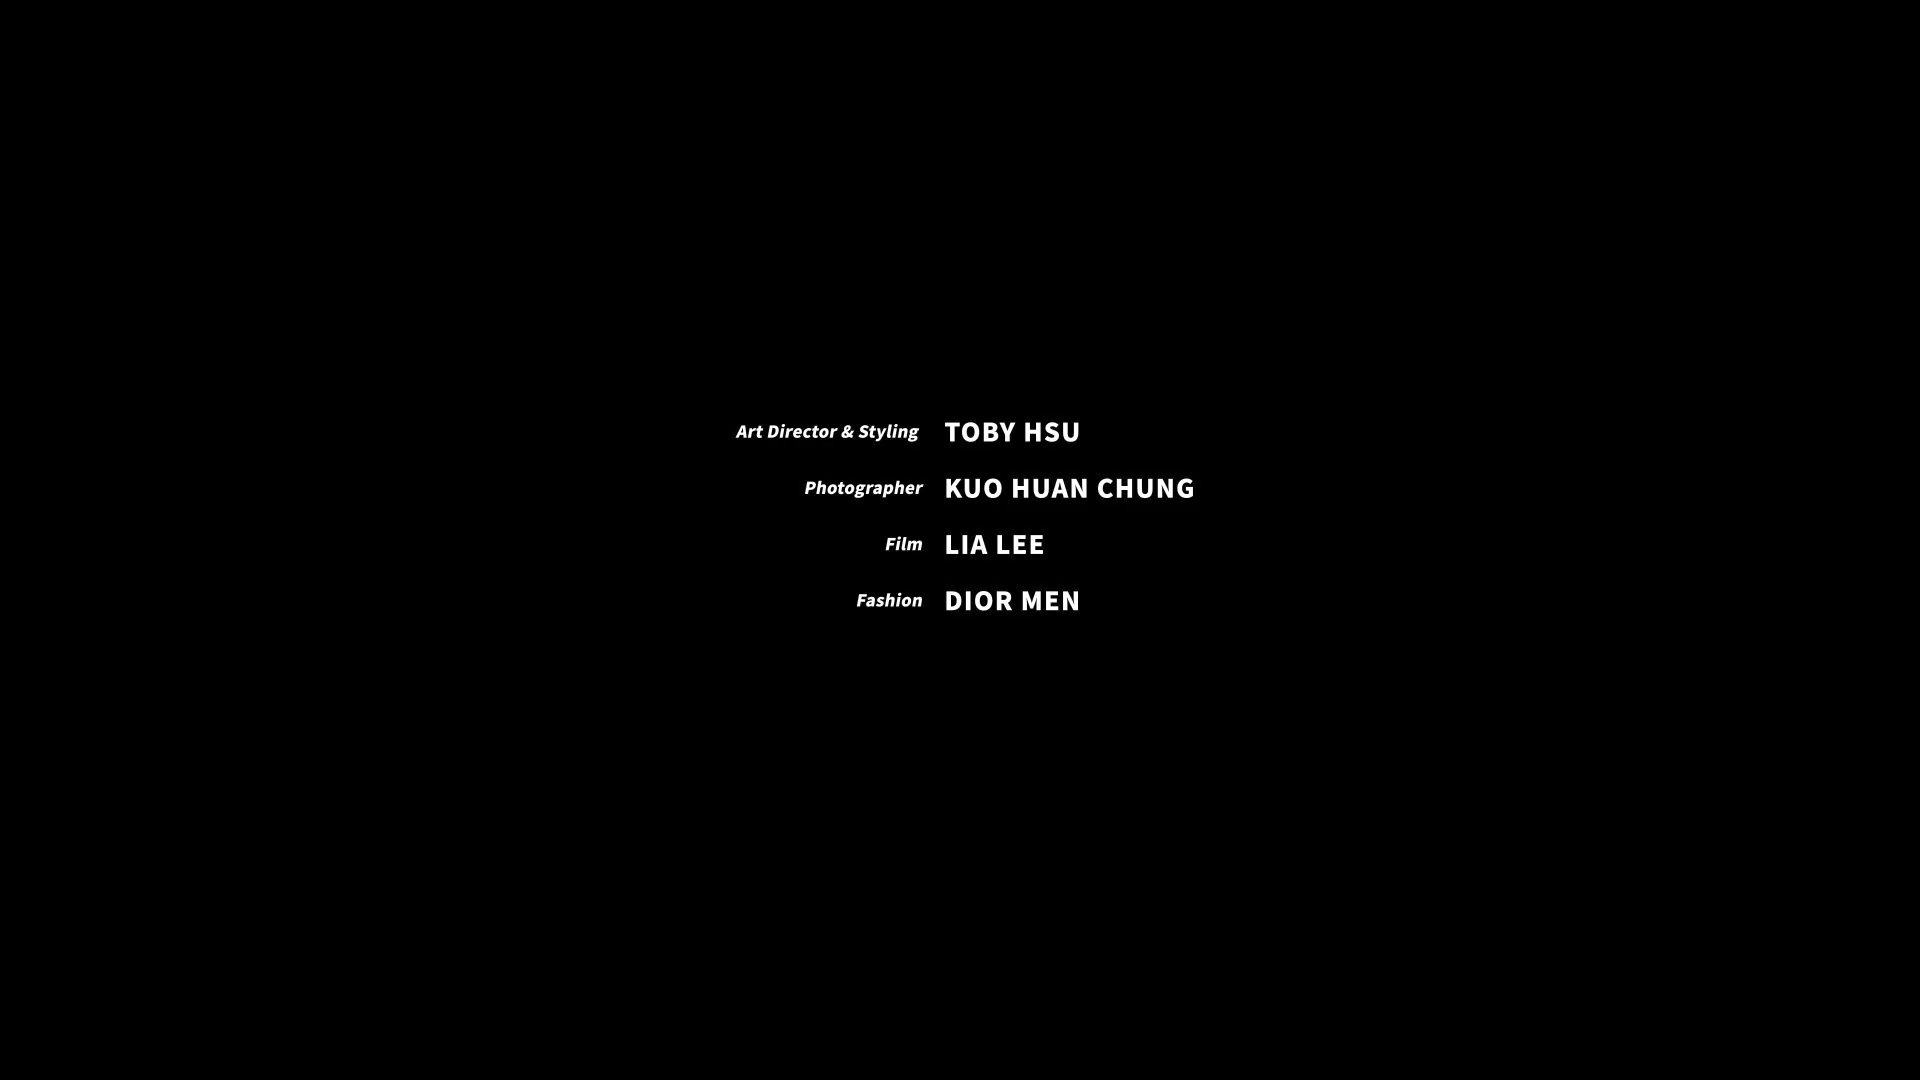 Art Director & Styling TOBY HSU
Photographer KUO HUAN CHUNG
Film LIA LEE
Fashion DIOR MEN